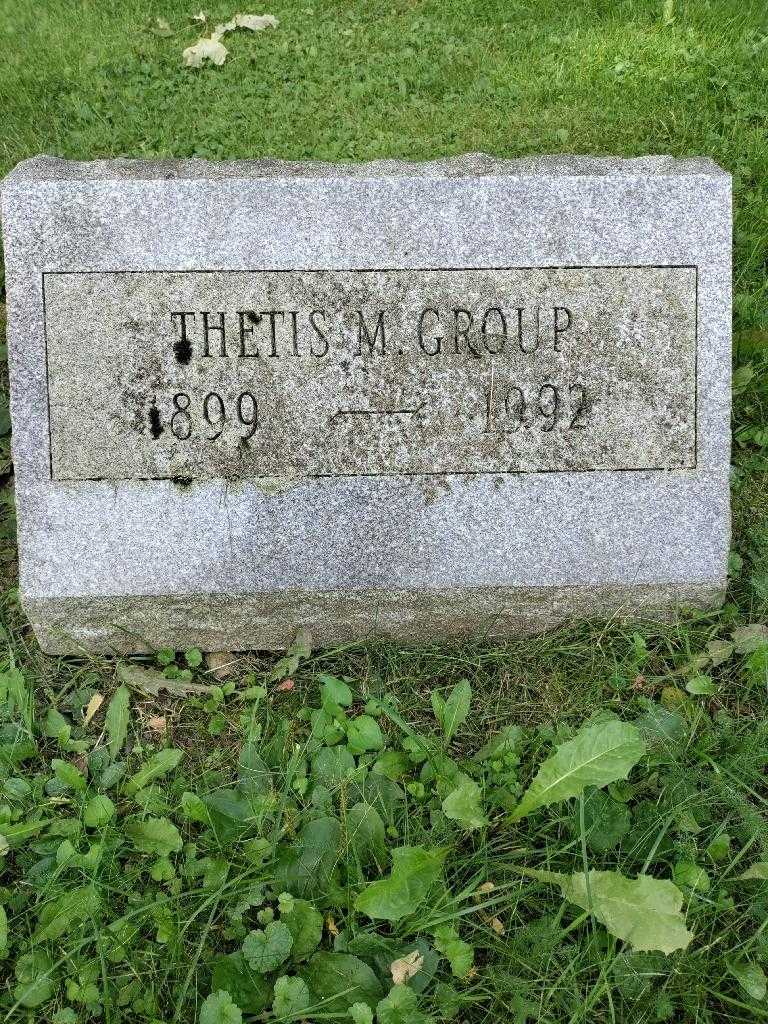 THETIS M. GROUP
1899 — 1992